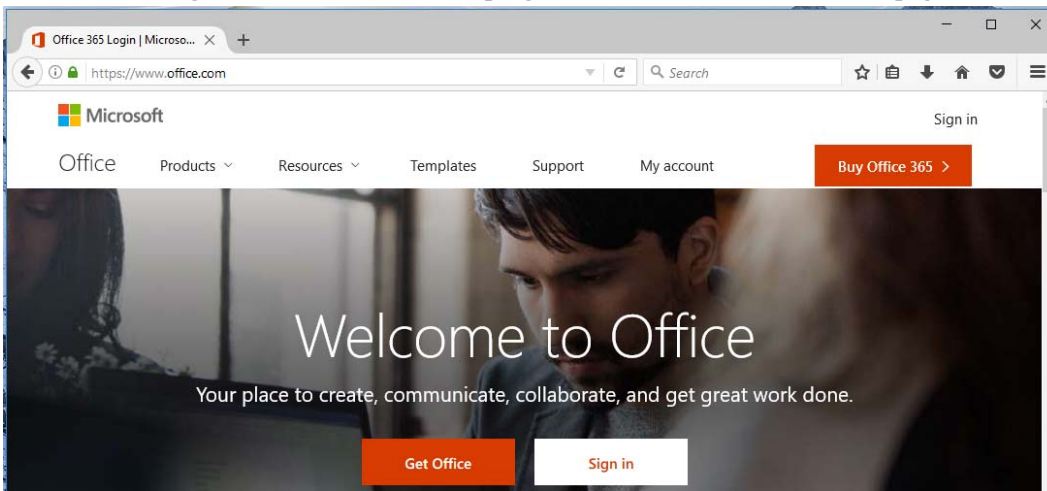 Office 365 Login | Microso...
https://www.office.com
Search
Microsoft
Sign in
Office Products Resources Templates Support My account Buy Office 365
Welcome to Office
Your place to create, communicate, collaborate, and get great work done.
Get Office Sign in